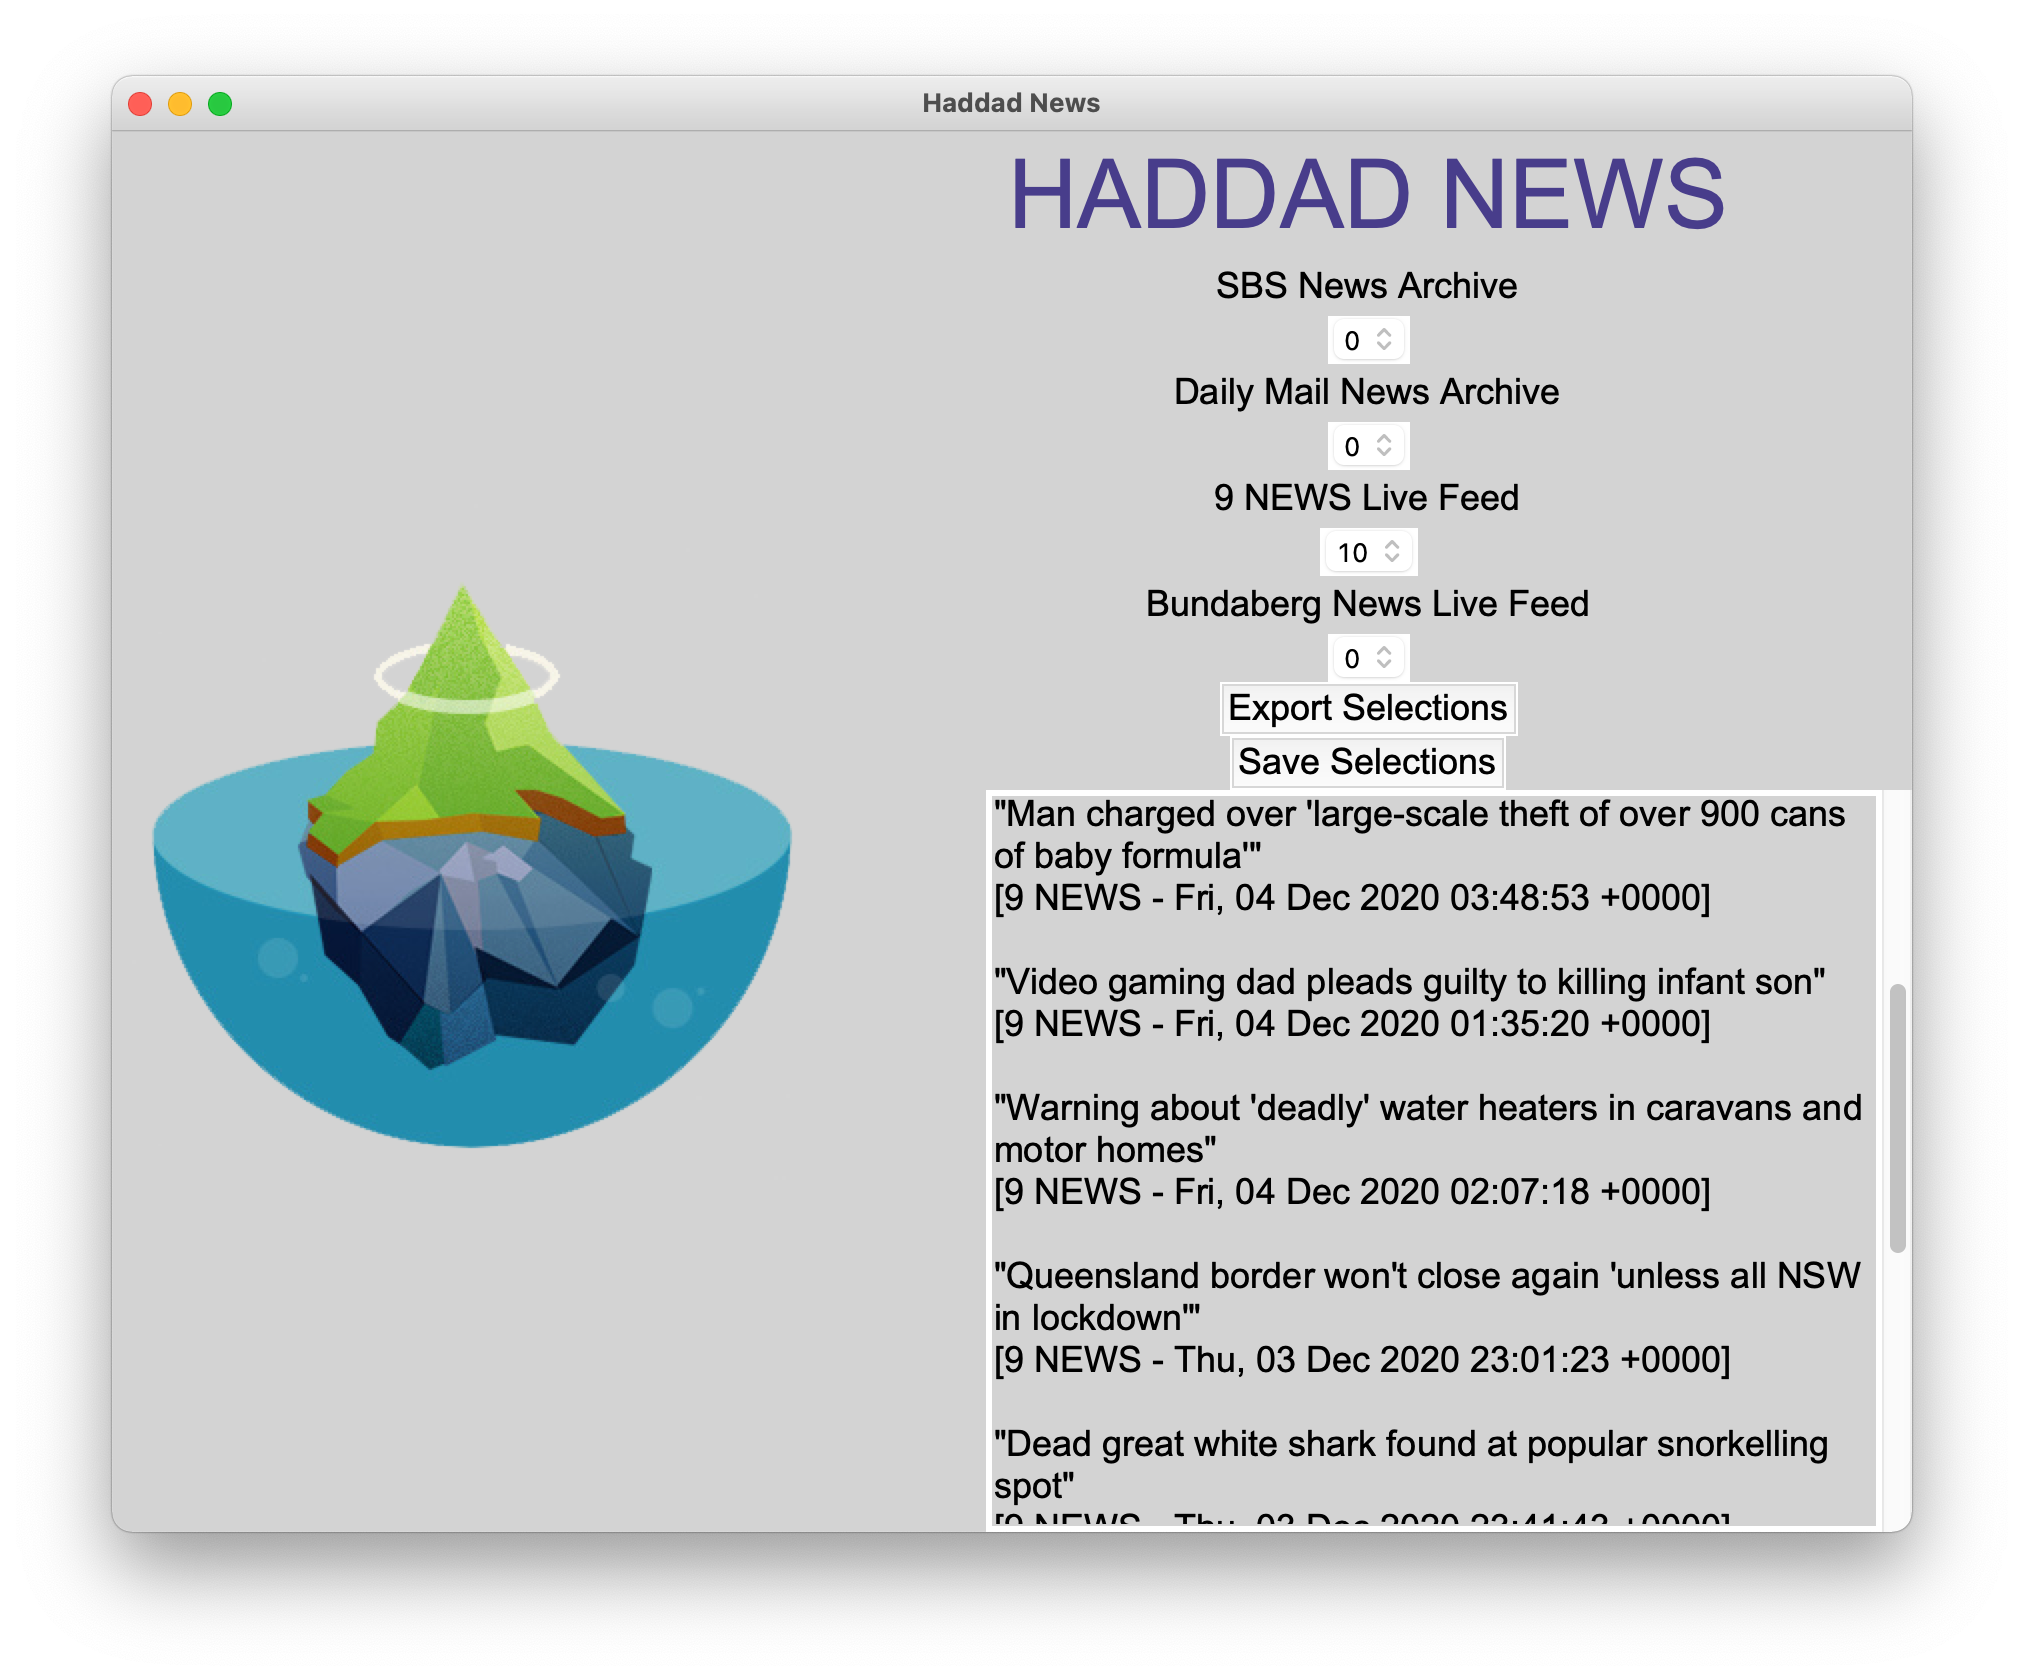 Haddad News
HADDAD NEWS
SBS News Archive
0
Daily Mail News Archive
0
9 NEWS Live Feed
10
Bundaberg News Live Feed
0
Export Selections
Save Selections
"Man charged over 'large-scale theft of over 900 cans
of baby formula'"
[9 NEWS - Fri, 04 Dec 2020 03:48:53 +0000]
"Video gaming dad pleads guilty to killing infant son"
[9 NEWS - Fri, 04 Dec 2020 01:35:20 +0000]
"Warning about 'deadly' water heaters in caravans and
motor homes"
[9 NEWS - Fri, 04 Dec 2020 02:07:18 +0000]
"Queensland border won't close again 'unless all NSW
in lockdown'"
[9 NEWS - Thu, 03 Dec 2020 23:01:23 +0000]
"Dead great white shark found at popular snorkelling
spot"
[9 NEWS - Thu, 03 Dec 2020